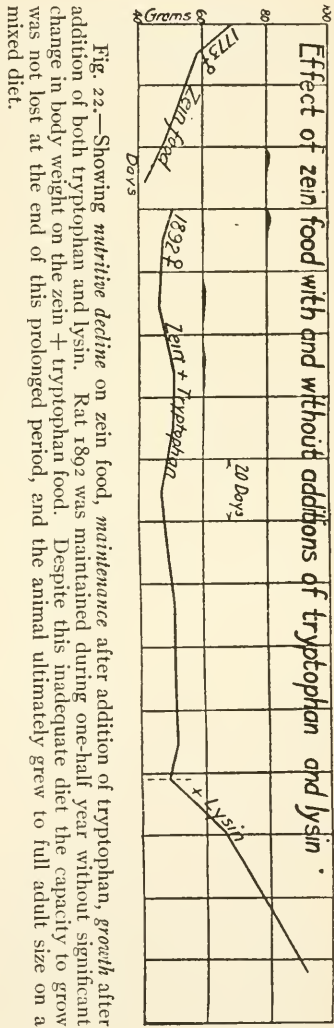 Effect of zein food with and without additions of tryptophan and lysin.
100
80
60
40
Grams
1773♀
Zein food
Days
1892♀
Zein + Tryptophan
20 Days
+ Lysin
Fig. 22.—Showing nutritive decline on zein food, maintenance after addition of tryptophan, growth after
addition of both tryptophan and lysin. Rat 1892 was maintained during one-half year without significant
change in body weight on the zein + tryptophan food. Despite this inadequate diet the capacity to grow
was not lost at the end of this prolonged period, and the animal ultimately grew to full adult size on a
mixed diet.